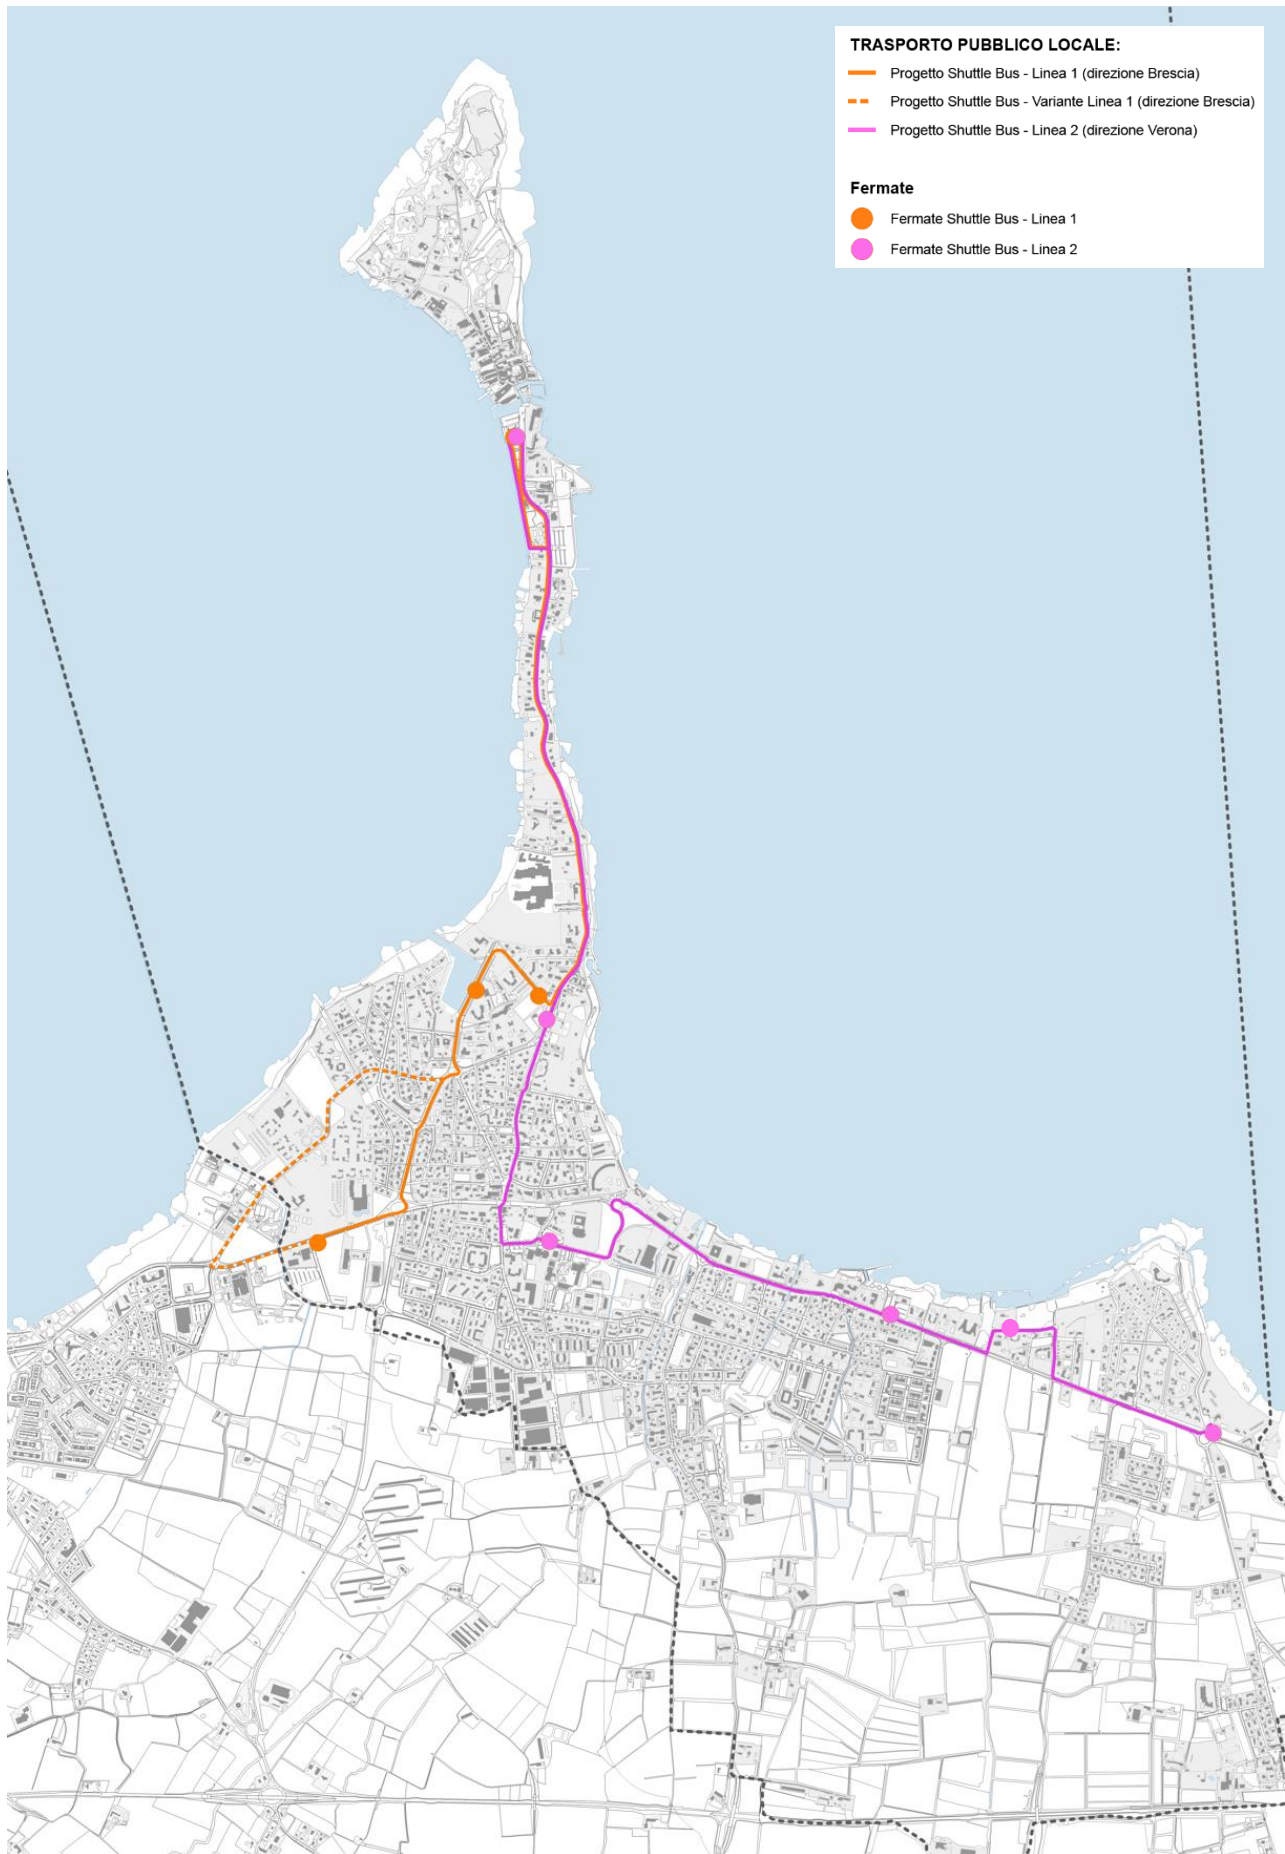 TRASPORTO PUBBLICO LOCALE:
Progetto Shuttle Bus - Linea 1 (direzione Brescia)
Progetto Shuttle Bus - Variante Linea 1 (direzione Brescia)
Progetto Shuttle Bus - Linea 2 (direzione Verona)
Fermate
Fermate Shuttle Bus - Linea 1
Fermate Shuttle Bus - Linea 2